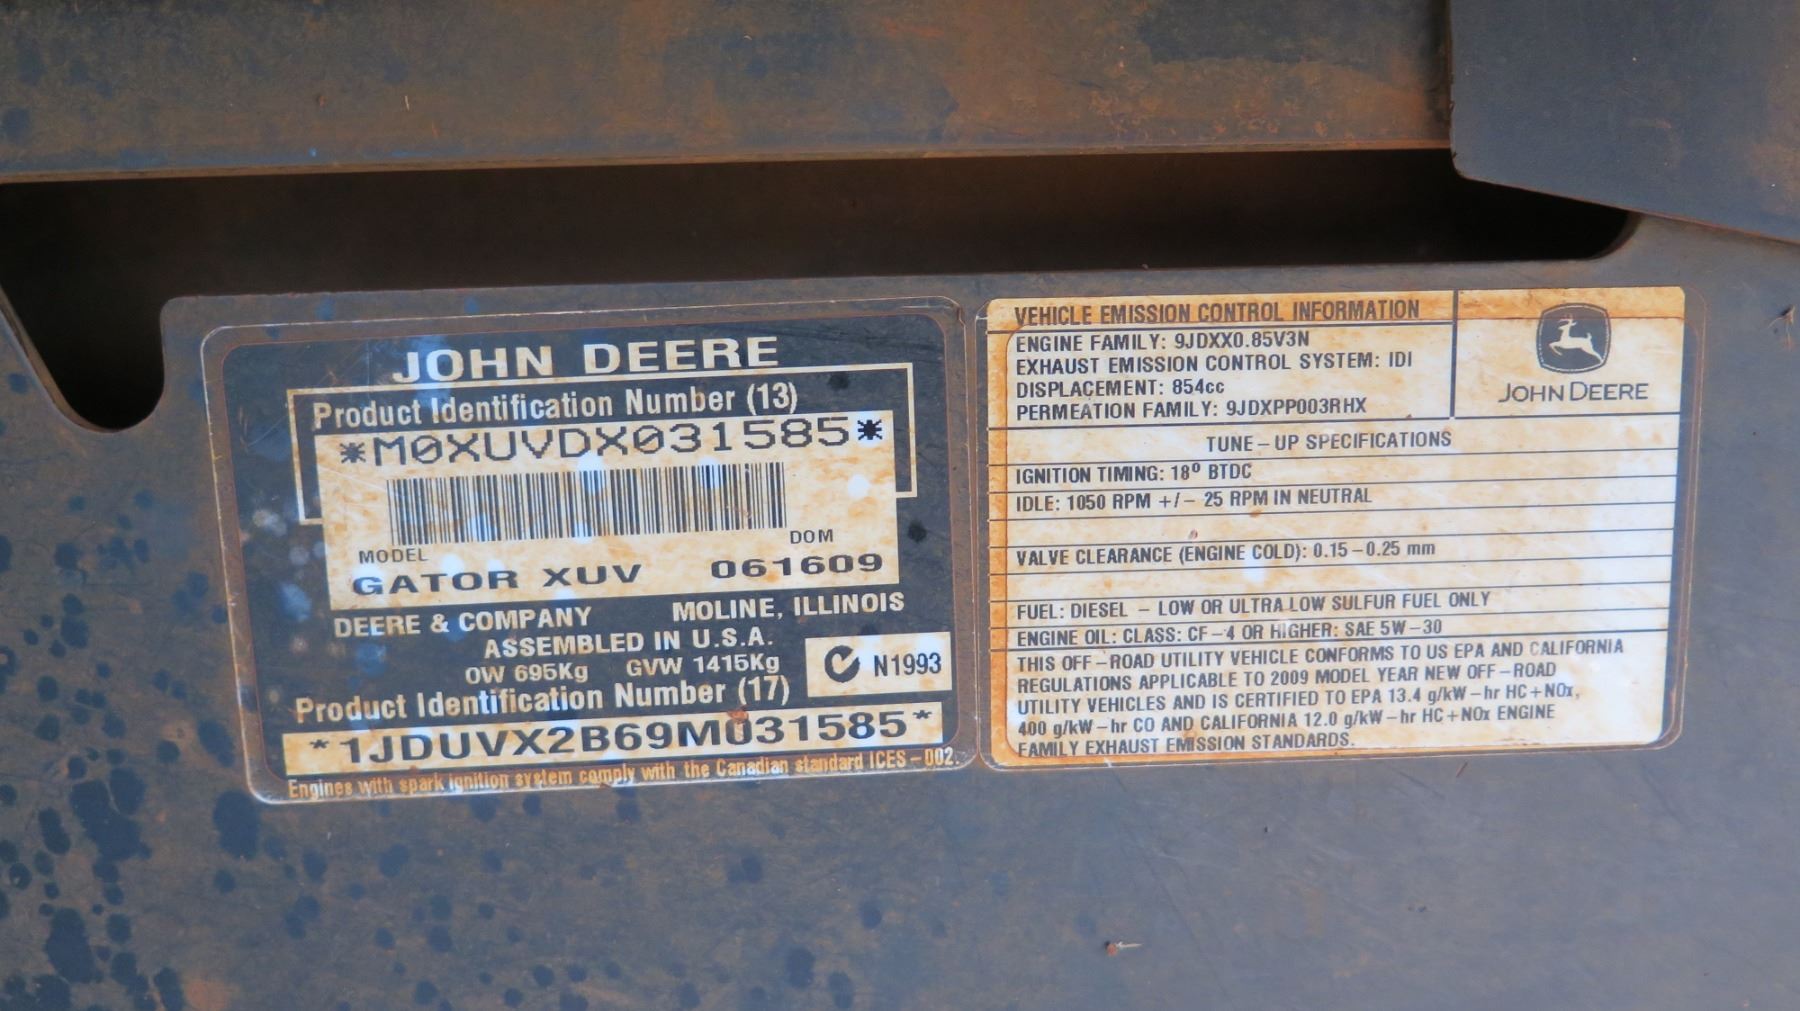 JOHN DEERE
Product Identification Number (13)
*M0XUVDX031585*
MODEL
DOM
GATOR XUV 061609
DEERE & COMPANY MOLINE, ILLINOIS
ASSEMBLED IN U.S.A.
OW 695Kg GVW 1415Kg
N1993
Product Identification Number (17)
*1JDUVX2B69M031585*
Engines with spark ignition system comply with the Canadian standard ICES-002.
VEHICLE EMISSION CONTROL INFORMATION
ENGINE FAMILY: 9JDXX0.85V3N
EXHAUST EMISSION CONTROL SYSTEM: IDI
DISPLACEMENT: 854cc
PERMEATION FAMILY: 9JDXPP003RHX
JOHN DEERE
TUNE-UP SPECIFICATIONS
IGNITION TIMING: 18° BTDC
IDLE: 1050 RPM +/- 25 RPM IN NEUTRAL
VALVE CLEARANCE (ENGINE COLD): 0.15-0.25 mm
FUEL: DIESEL - LOW OR ULTRA LOW SULFUR FUEL ONLY
ENGINE OIL: CLASS: CF-4 OR HIGHER: SAE 5W-30
THIS OFF-ROAD UTILITY VEHICLE CONFORMS TO US EPA AND CALIFORNIA
REGULATIONS APPLICABLE TO 2009 MODEL YEAR NEW OFF-ROAD
UTILITY VEHICLES AND IS CERTIFIED TO EPA 13.4 g/kW-hr HC+NOx,
400 g/kW-hr CO AND CALIFORNIA 12.0 g/kW-hr HC+NOx ENGINE
FAMILY EXHAUST EMISSION STANDARDS.